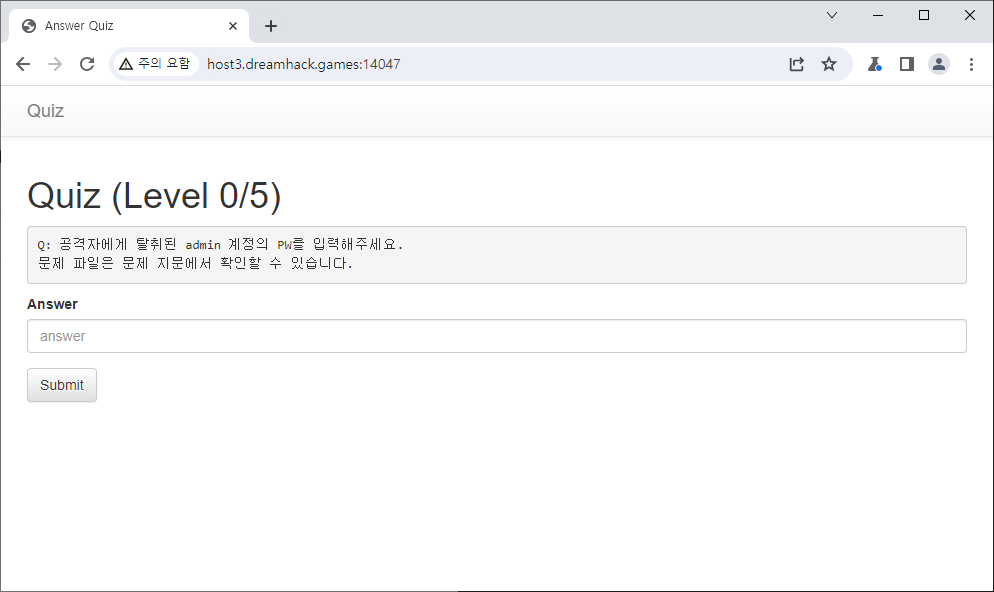 Answer Quiz
주의 요함
host3.dreamhack.games:14047
Quiz
Quiz (Level 0/5)
Q: 공격자에게 탈취된 admin 계정의 PW를 입력해주세요.
문제 파일은 문제 지문에서 확인할 수 있습니다.
Answer
answer
Submit